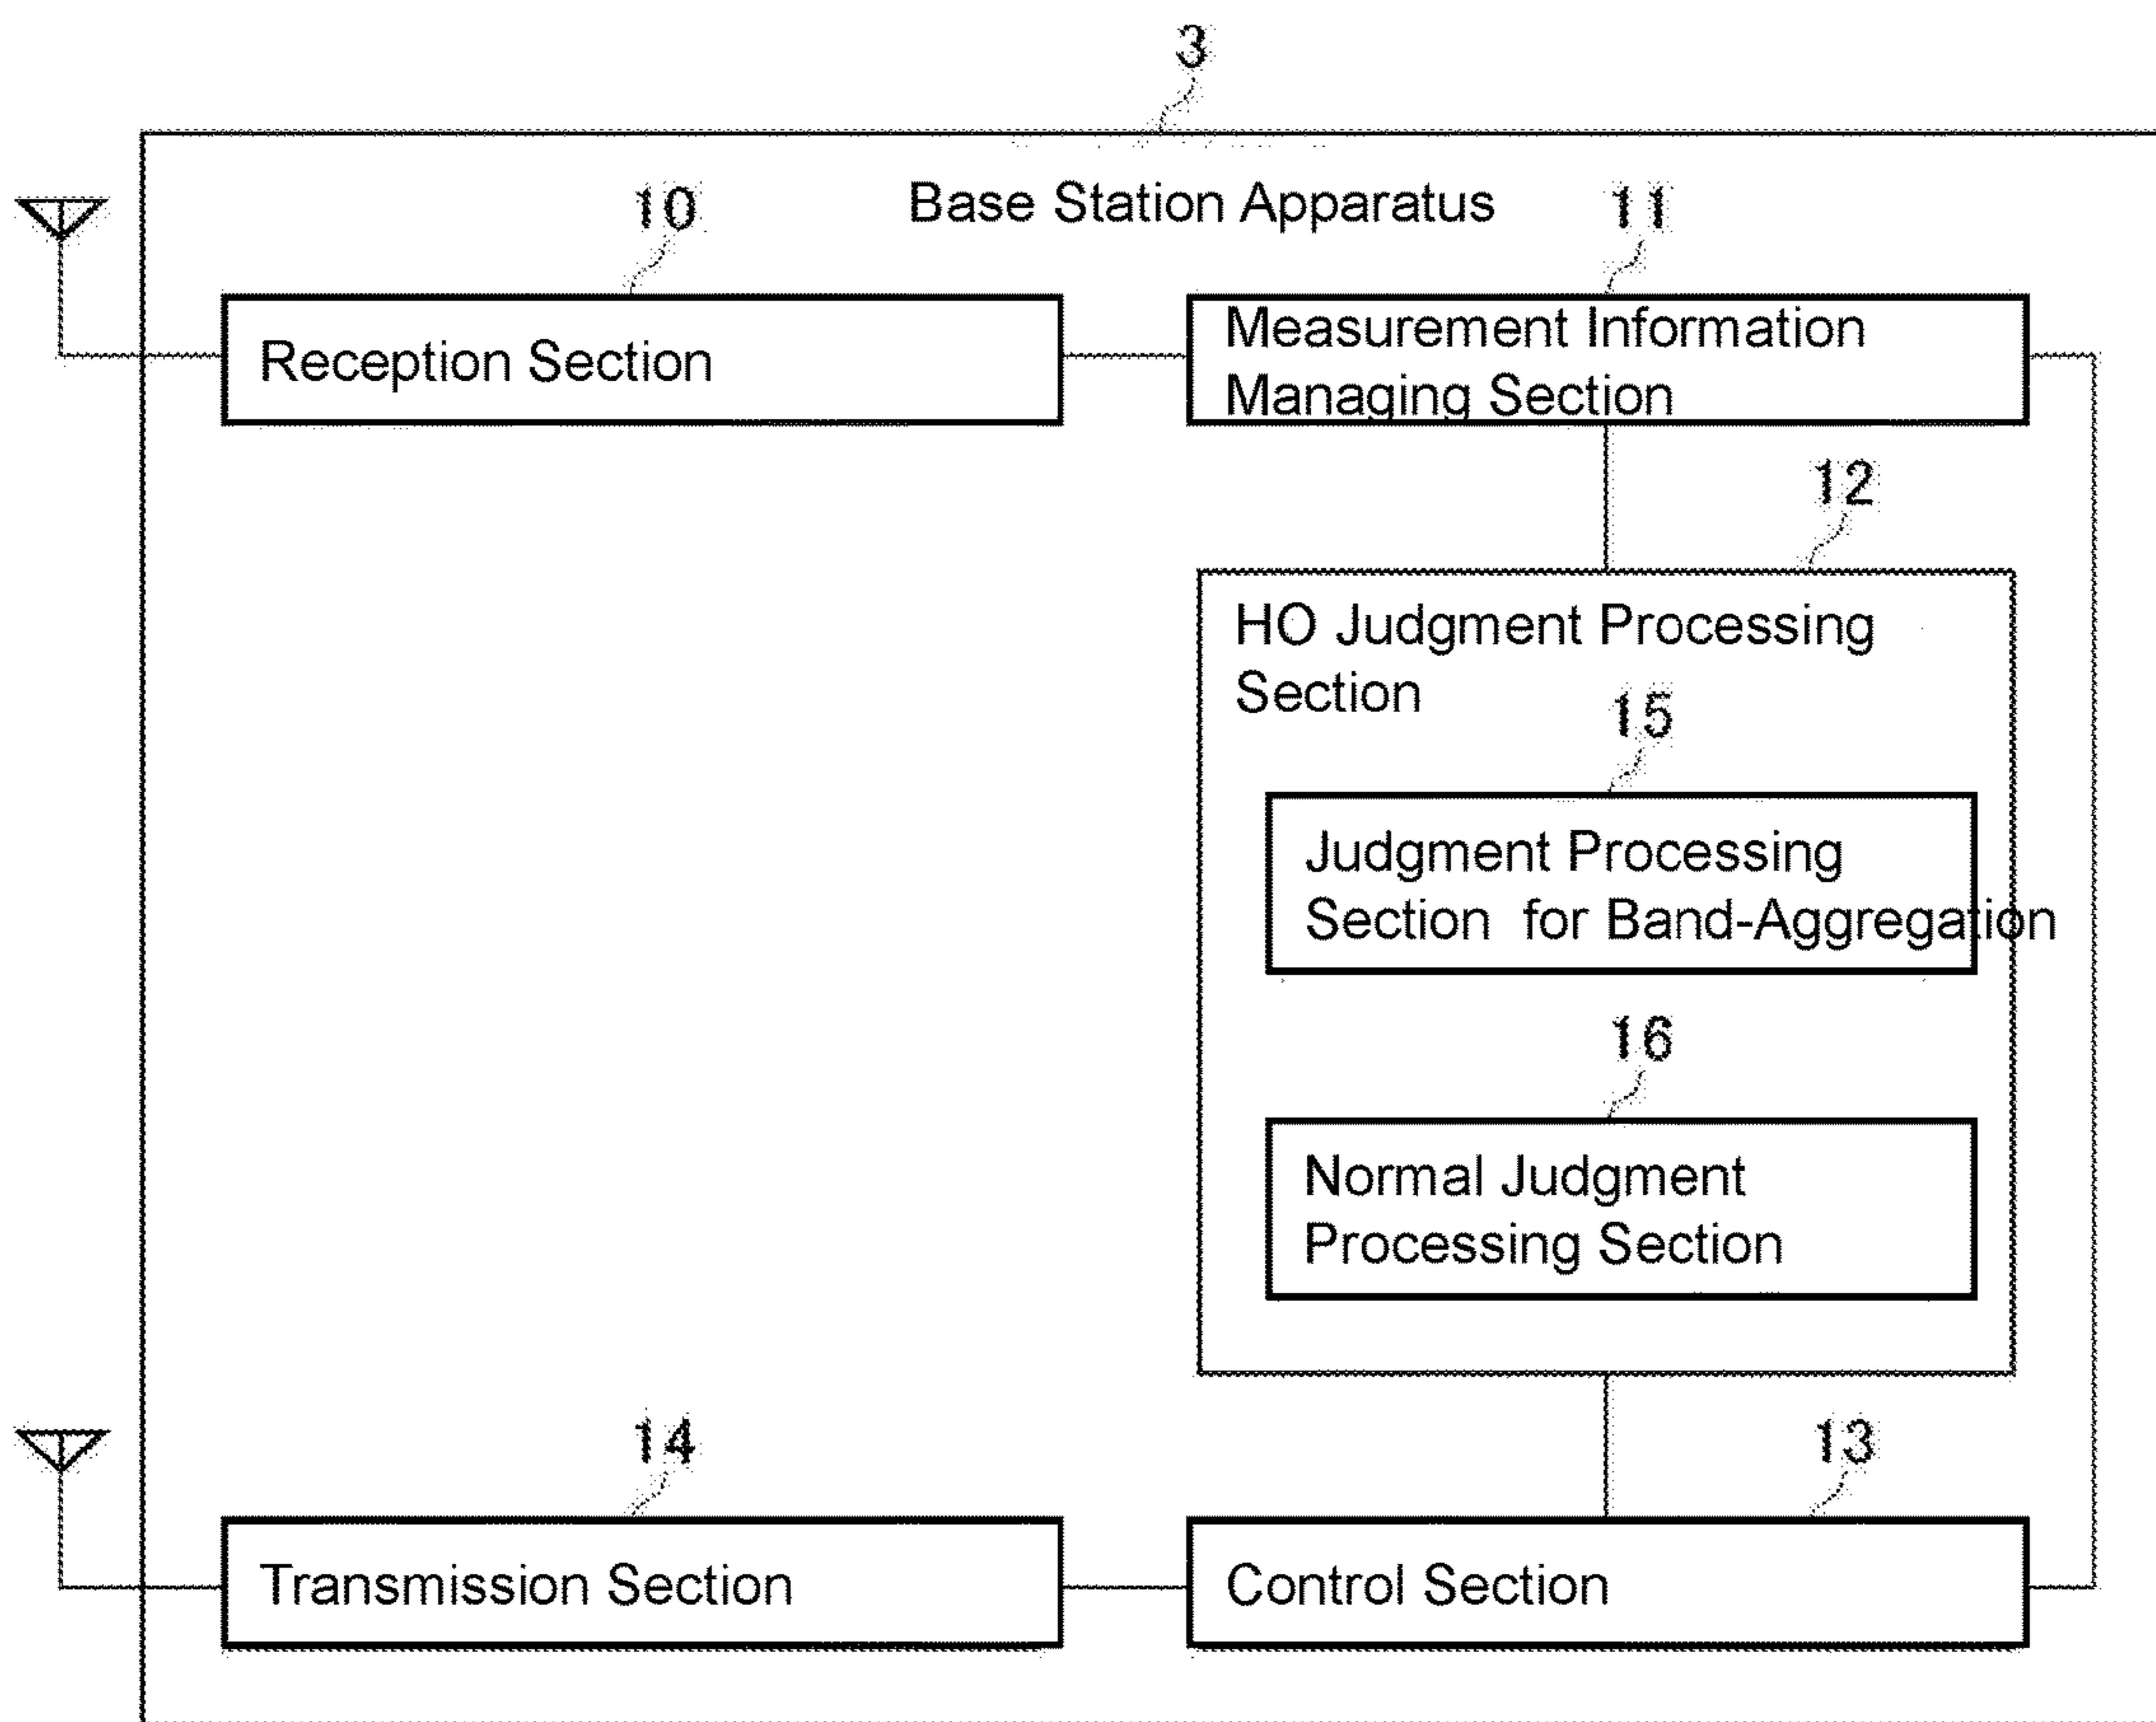 3
Base Station Apparatus
10
11
Reception Section
Measurement Information
Managing Section
12
HO Judgment Processing
Section
15
Judgment Processing
Section for Band-Aggregation
16
Normal Judgment
Processing Section
14
13
Transmission Section
Control Section